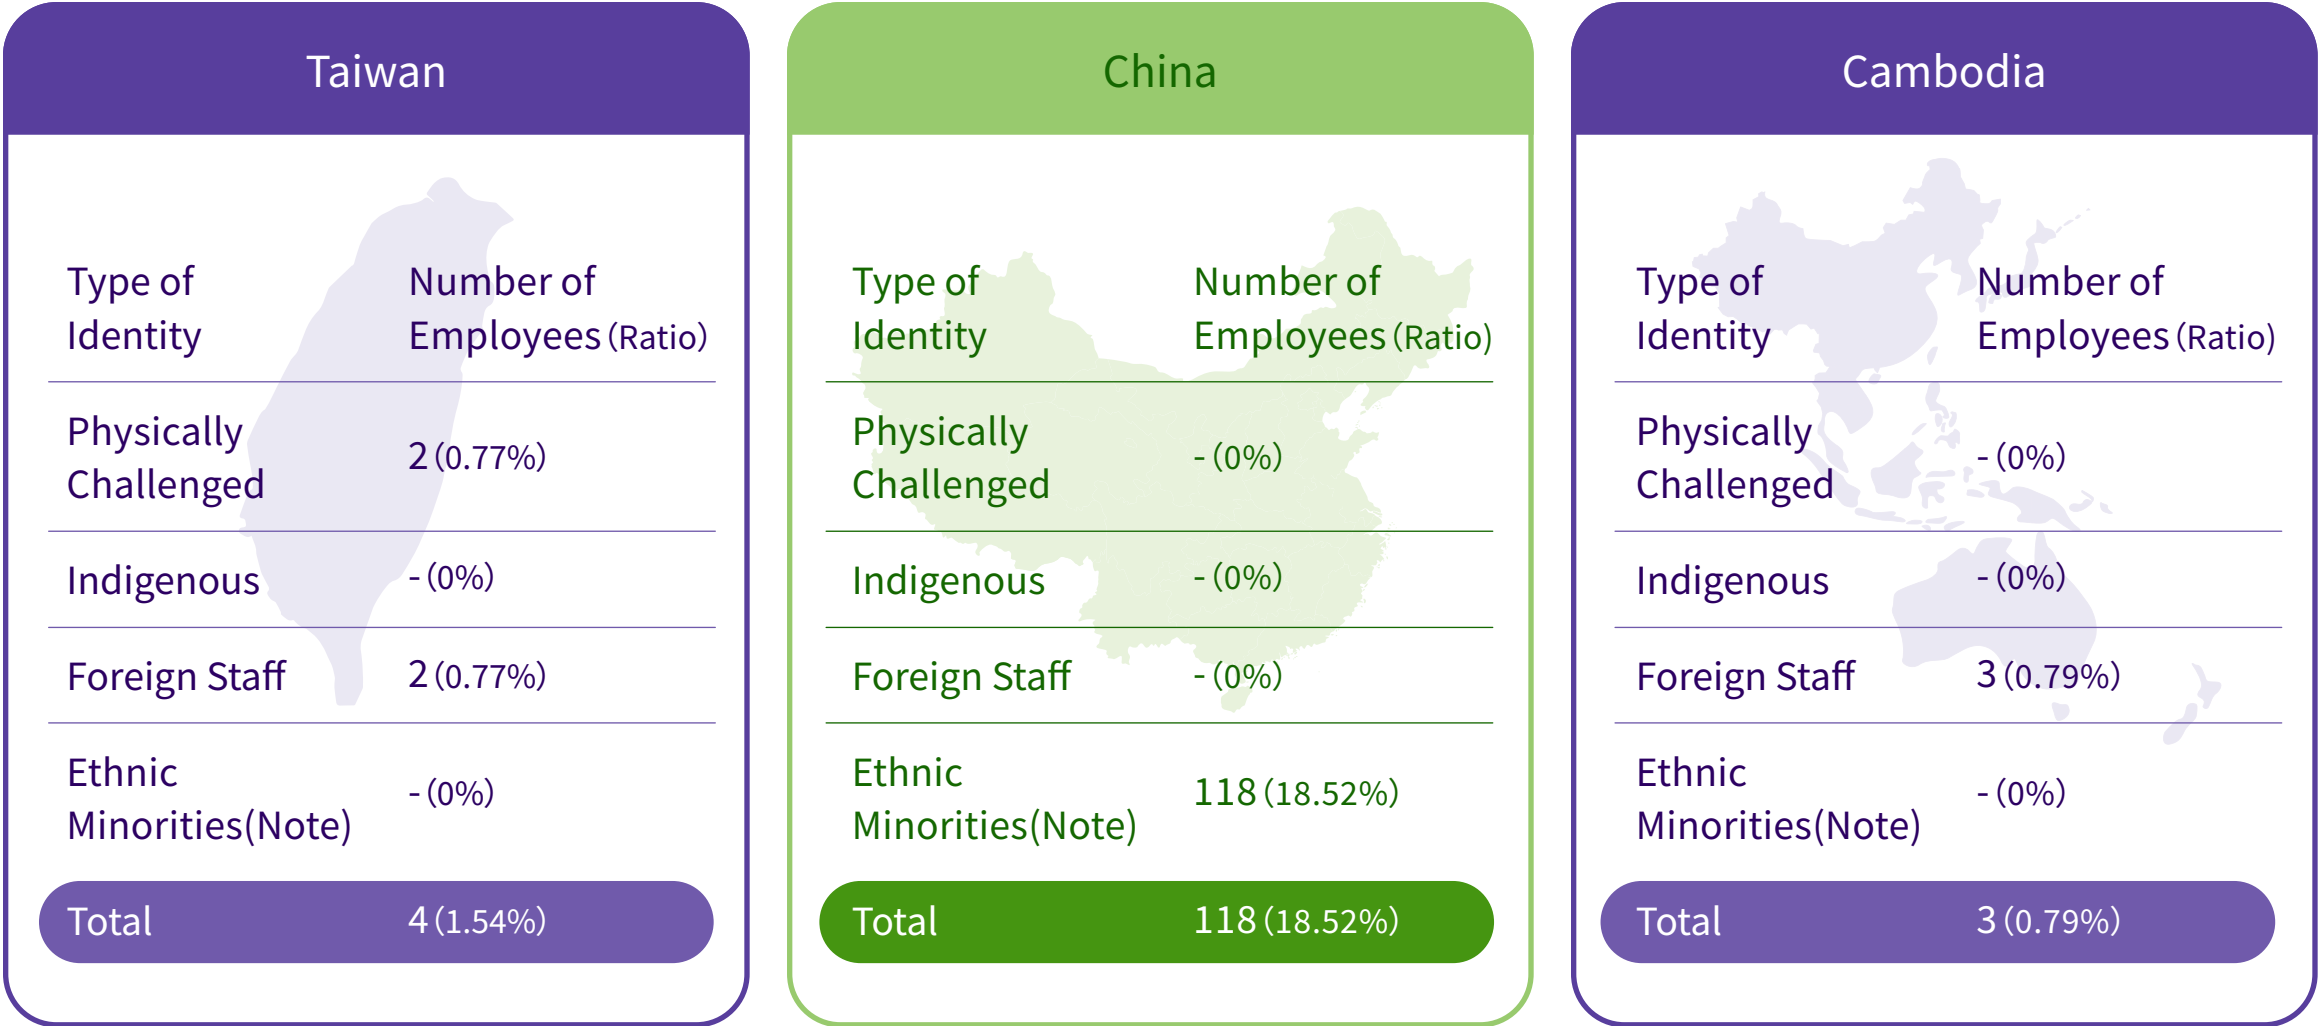 Taiwan
Type of Identity
Number of Employees (Ratio)
Physically Challenged
2 (0.77%)
Indigenous
- (0%)
Foreign Staff
2 (0.77%)
Ethnic Minorities(Note)
- (0%)
Total
4 (1.54%)
China
Type of Identity
Number of Employees (Ratio)
Physically Challenged
- (0%)
Indigenous
- (0%)
Foreign Staff
- (0%)
Ethnic Minorities(Note)
118 (18.52%)
Total
118 (18.52%)
Cambodia
Type of Identity
Number of Employees (Ratio)
Physically Challenged
- (0%)
Indigenous
- (0%)
Foreign Staff
3 (0.79%)
Ethnic Minorities(Note)
- (0%)
Total
3 (0.79%)